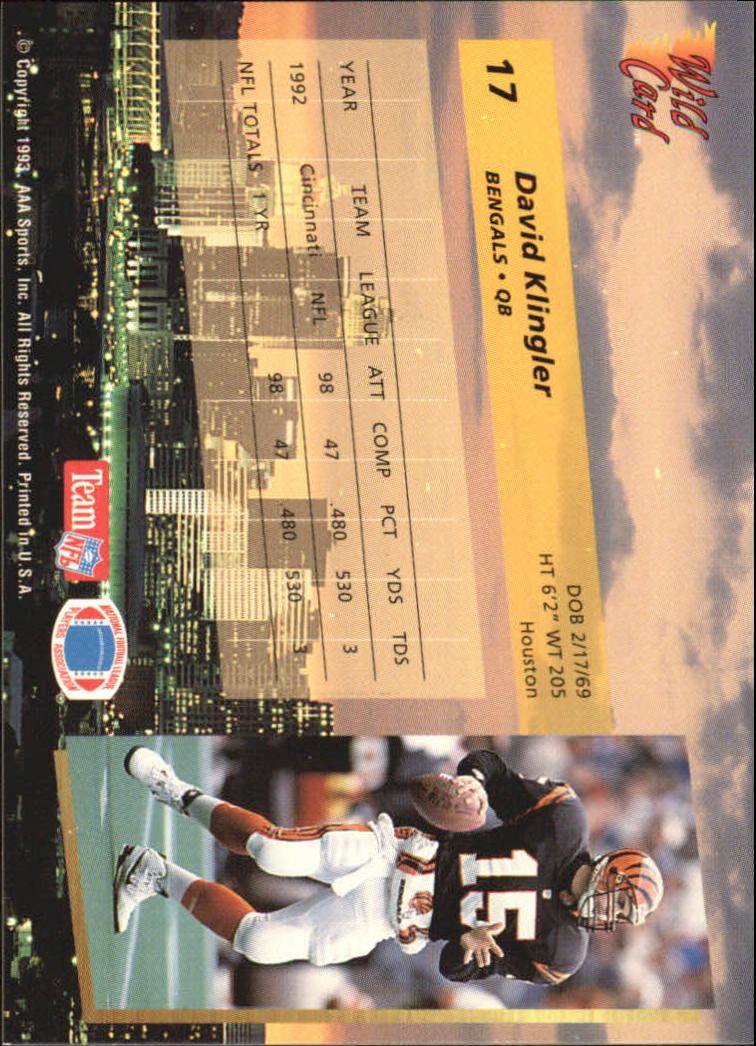 Wild
Card
17
David Klingler
BENGALS • QB
DOB 2/17/69
HT 6'2" WT 205
Houston
YEAR TEAM LEAGUE ATT COMP PCT YDS TDS
1992 Cincinnati NFL 98 47 .480 530 3
NFL TOTALS 1 YR 98 47 .480 530 3
Team NFL
NATIONAL FOOTBALL LEAGUE
PLAYERS ASSOCIATION
15
© Copyright 1993, AAA Sports, Inc. All Rights Reserved. Printed in U.S.A.